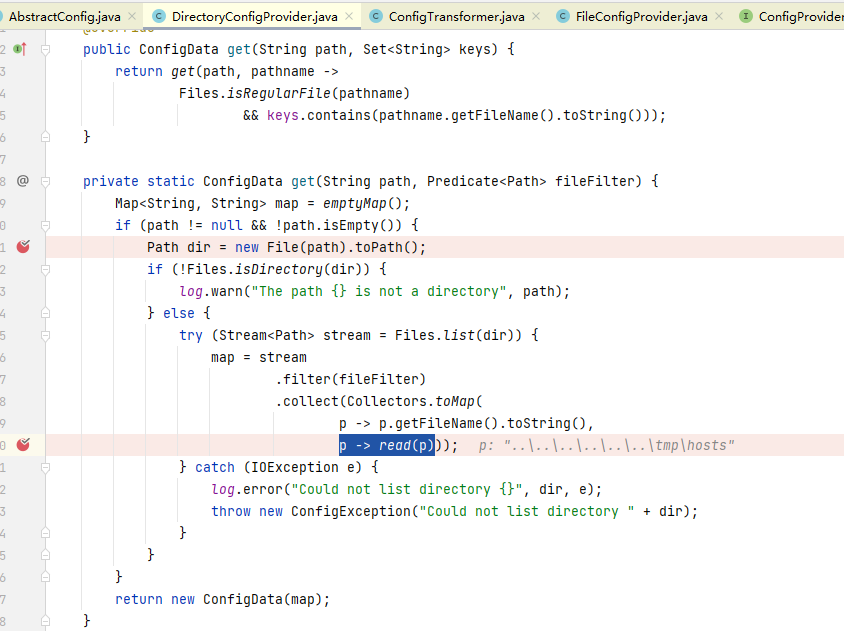 AbstractConfig.java × DirectoryConfigProvider.java × ConfigTransformer.java × FileConfigProvider.java × ConfigProvider
@Override
2 public ConfigData get(String path, Set<String> keys) {
3 return get(path, pathname ->
4 Files.isRegularFile(pathname)
5 && keys.contains(pathname.getFileName().toString()));
6 }
7
8 @ private static ConfigData get(String path, Predicate<Path> fileFilter) {
9 Map<String, String> map = emptyMap();
0 if (path != null && !path.isEmpty()) {
1 Path dir = new File(path).toPath();
2 if (!Files.isDirectory(dir)) {
3 log.warn("The path {} is not a directory", path);
4 } else {
5 try (Stream<Path> stream = Files.list(dir)) {
6 map = stream
7 .filter(fileFilter)
8 .collect(Collectors.toMap(
9 p -> p.getFileName().toString(),
0 p -> read(p))); p: "..\..\..\..\..\..\tmp\hosts"
1 } catch (IOException e) {
2 log.error("Could not list directory {}", dir, e);
3 throw new ConfigException("Could not list directory " + dir);
4 }
5 }
6 }
7 return new ConfigData(map);
8 }